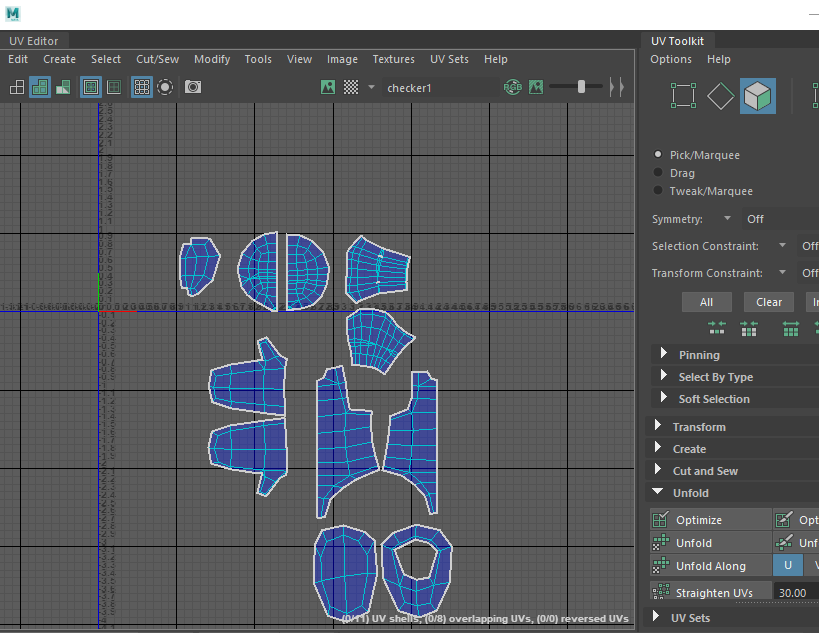 M
UV Editor
UV Toolkit
Edit Create Select Cut/Sew Modify Tools View Image Textures UV Sets Help
Options Help
checker1
RGB
Pick/Marquee
Drag
Tweak/Marquee
Symmetry: Off
Selection Constraint: Off
Transform Constraint: Off
All Clear
Pinning
Select By Type
Soft Selection
Transform
Create
Cut and Sew
Unfold
Optimize
Unfold
Unfold Along U
Straighten UVs 30.00
(0/11) UV shells, (0/8) overlapping UVs, (0/0) reversed UVs
UV Sets